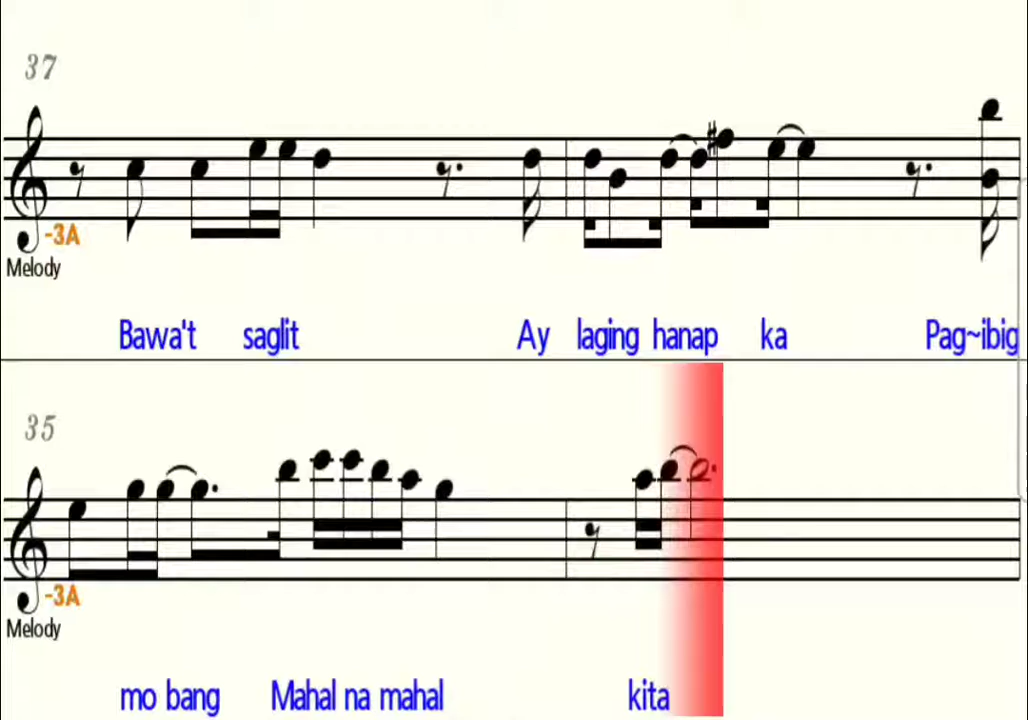 37
-3A
Melody
Bawa't saglit Ay laging hanap ka Pag~ibig
35
-3A
Melody
mo bang Mahal na mahal kita